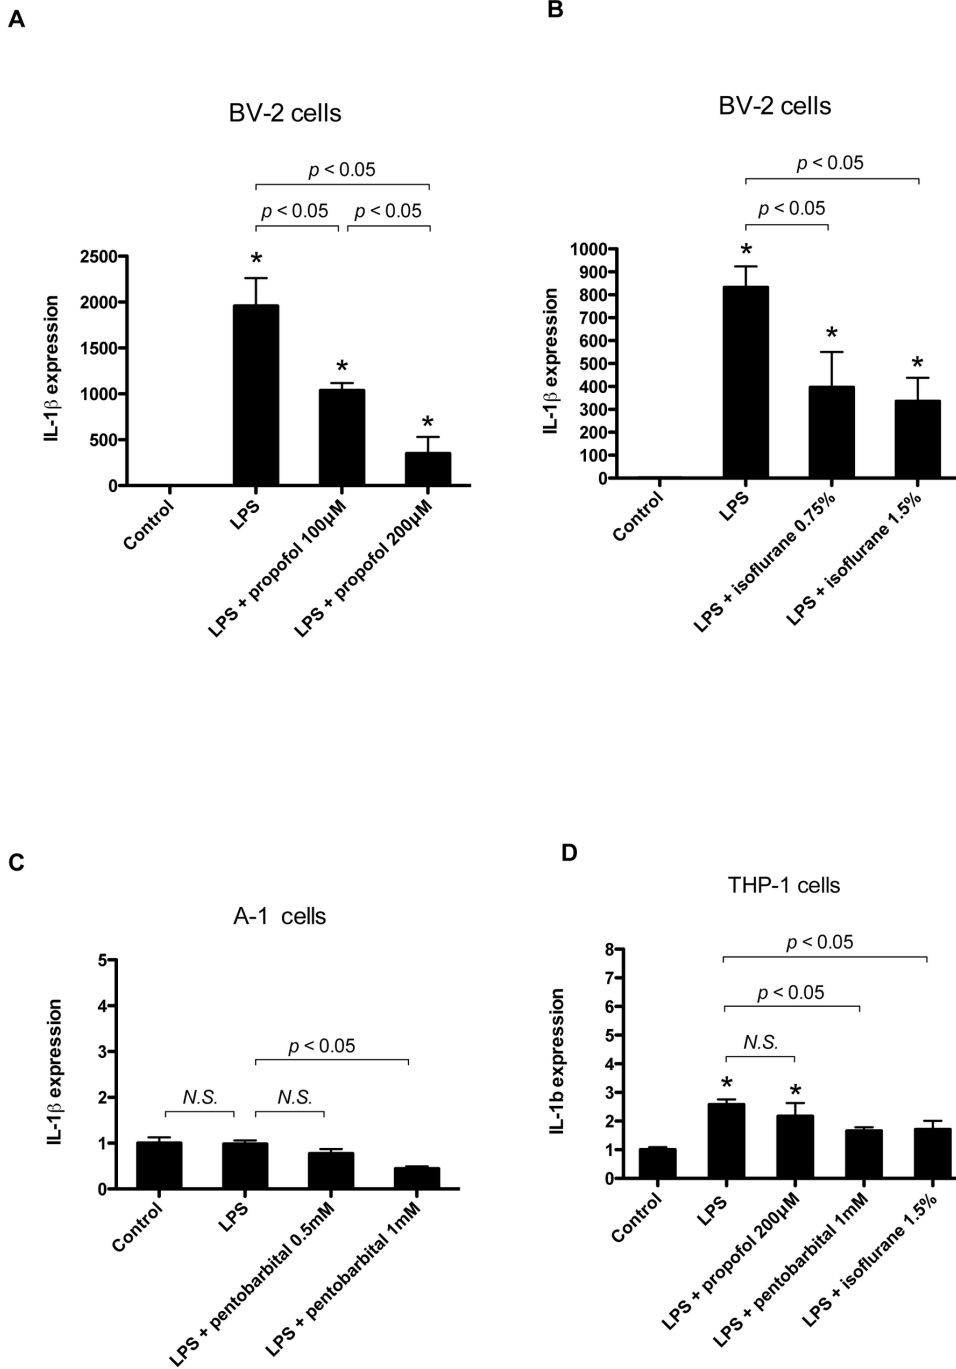 A
BV-2 cells
p < 0.05
p < 0.05
p < 0.05
IL-1β expression
2500
2000
1500
1000
500
0
*
*
*
Control
LPS
LPS + propofol 100µM
LPS + propofol 200µM
B
BV-2 cells
p < 0.05
p < 0.05
IL-1β expression
1000
900
800
700
600
500
400
300
200
100
0
*
*
*
Control
LPS
LPS + isoflurane 0.75%
LPS + isoflurane 1.5%
C
A-1 cells
IL-1β expression
5
4
3
2
1
0
p < 0.05
N.S.
N.S.
Control
LPS
LPS + pentobarbital 0.5mM
LPS + pentobarbital 1mM
D
THP-1 cells
IL-1b expression
8
7
6
5
4
3
2
1
0
p < 0.05
p < 0.05
N.S.
*
*
Control
LPS
LPS + propofol 200µM
LPS + pentobarbital 1mM
LPS + isoflurane 1.5%